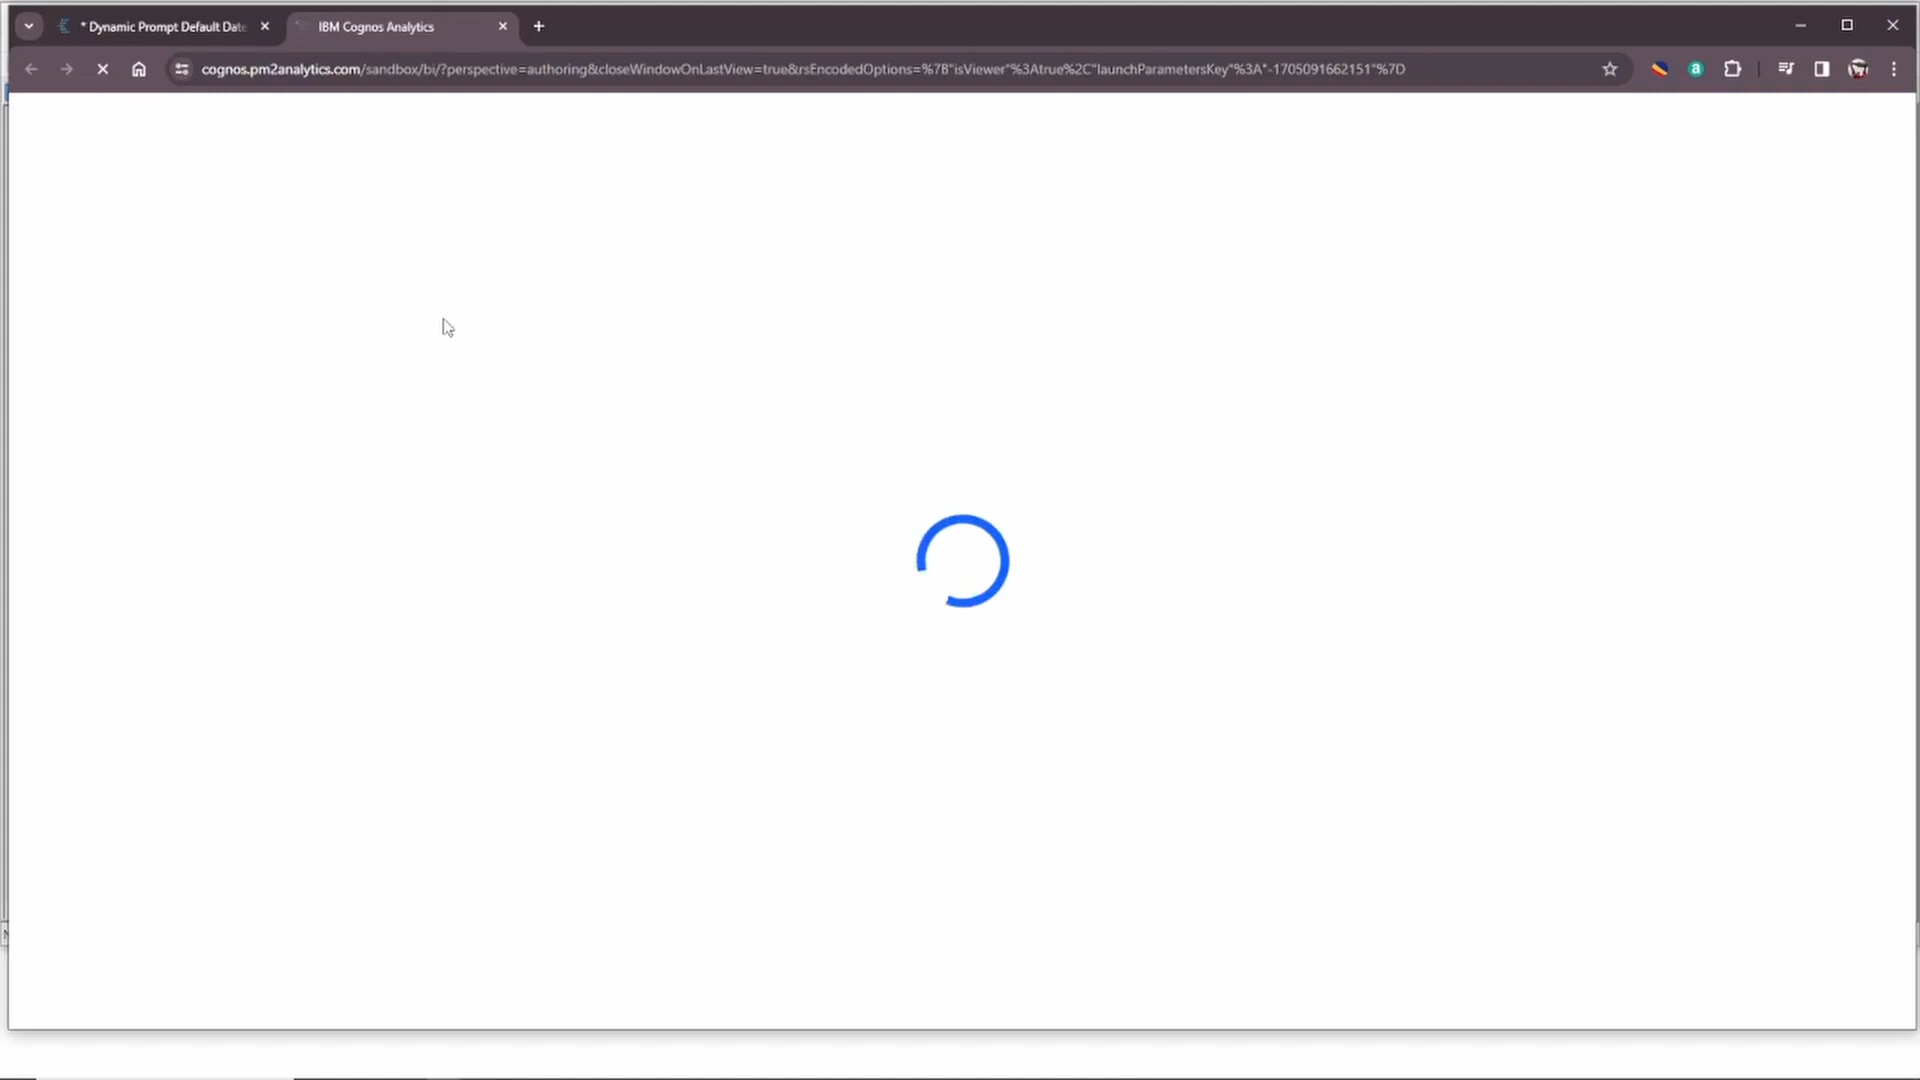 * Dynamic Prompt Default Date
IBM Cognos Analytics
cognos.pm2analytics.com/sandbox/bi/?perspective=authoring&closeWindowOnLastView=true&rsEncodedOptions=%7B"isViewer"%3Atrue%2C"launchParametersKey"%3A"-1705091662151"%7D
a
N